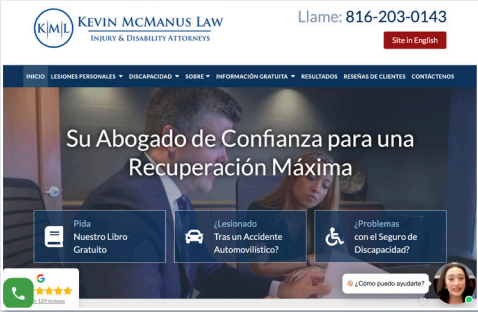 KML
KEVIN MCMANUS LAW
INJURY & DISABILITY ATTORNEYS
Llame: 816-203-0143
Site in English
INICIO LESIONES PERSONALES DISCAPACIDAD SOBRE INFORMACIÓN GRATUITA RESULTADOS RESEÑAS DE CLIENTES CONTÁCTENOS
Su Abogado de Confianza para una
Recuperación Máxima
Pida
Nuestro Libro
Gratuito
¿Lesionado
Tras un Accidente
Automovilístico?
¿Problemas
con el Seguro de
Discapacidad?
G
129 reviews
¿Cómo puedo ayudarte?